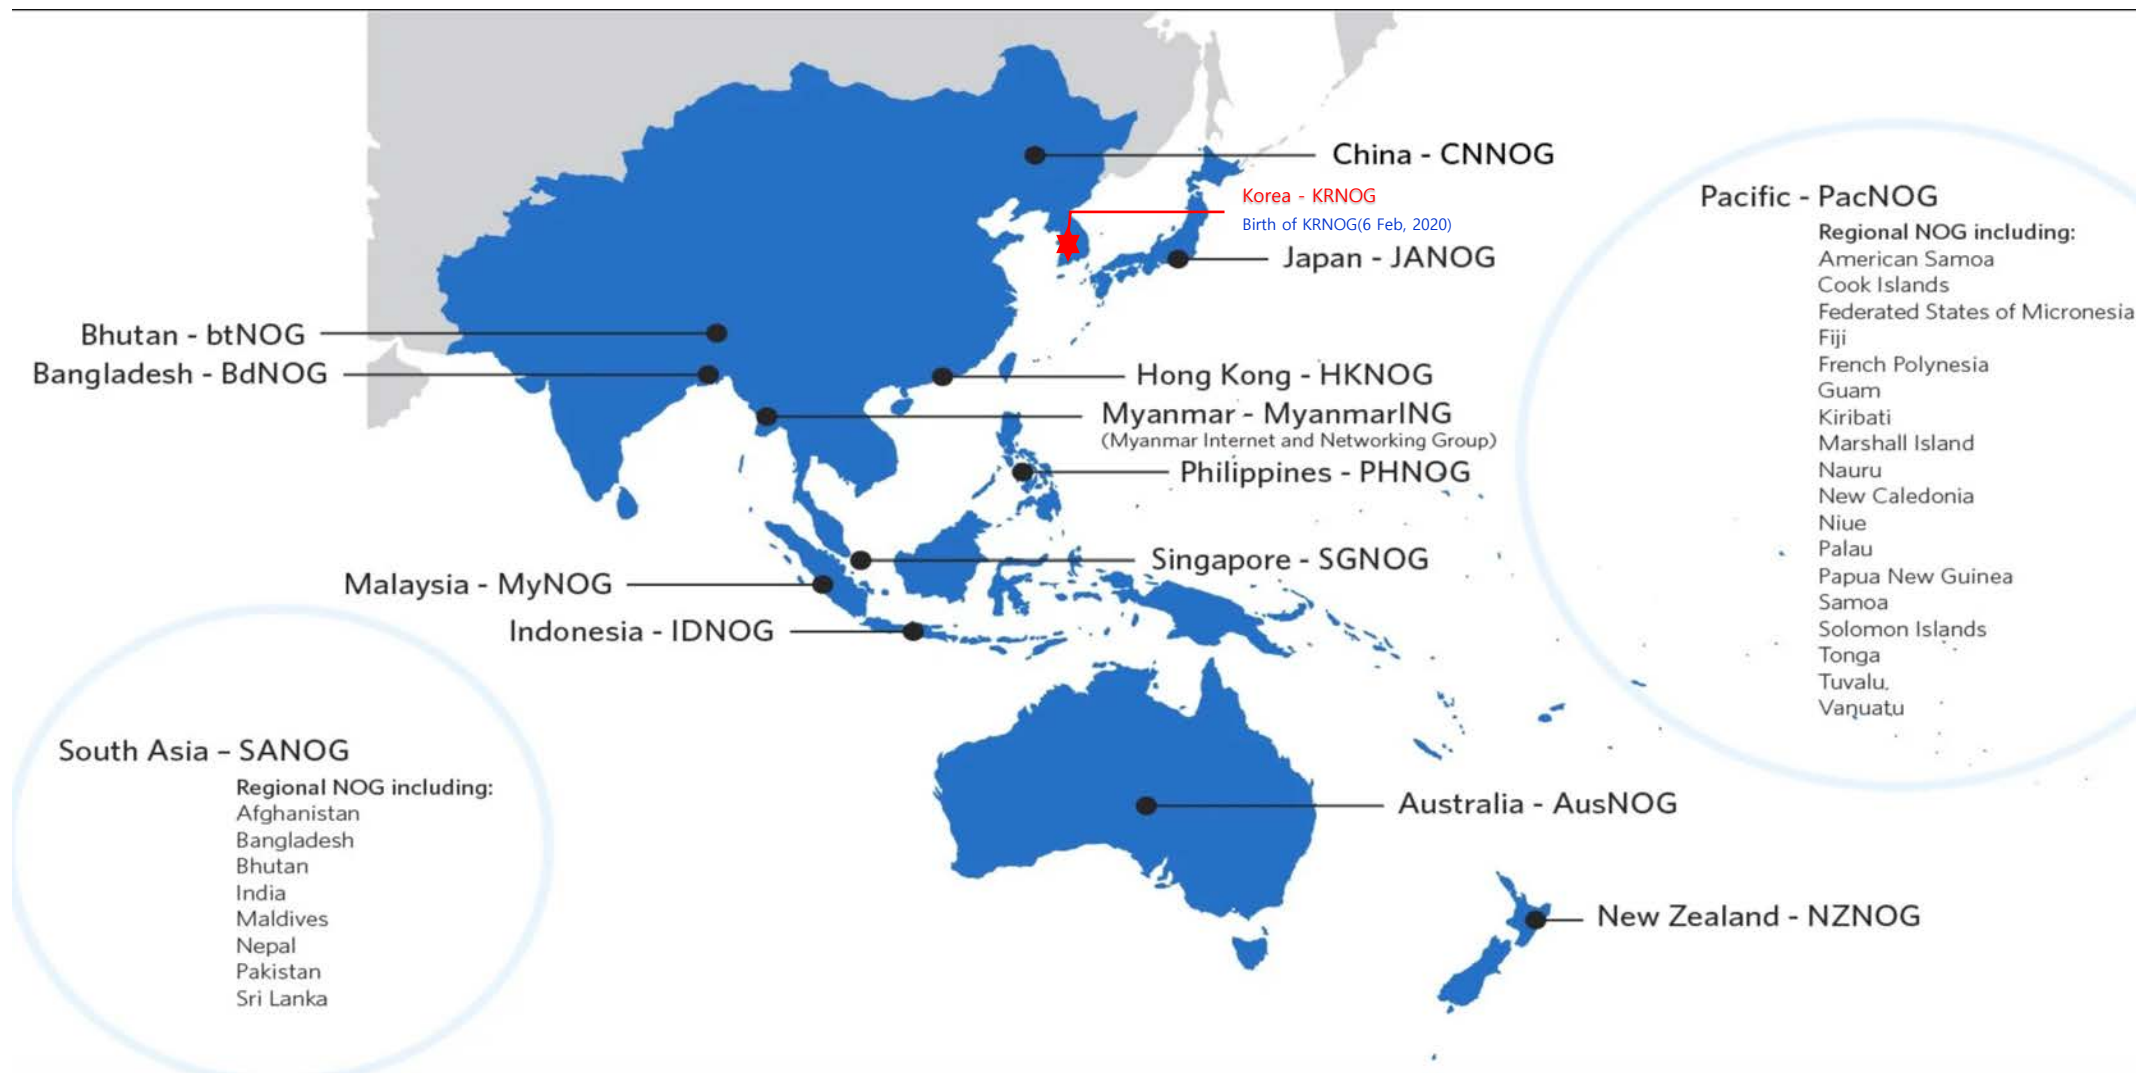 China - CNNOG
Korea - KRNOG
Birth of KRNOG(6 Feb, 2020)
Japan - JANOG
Bhutan - btNOG
Bangladesh - BdNOG
Hong Kong - HKNOG
Myanmar - MyanmarING
(Myanmar Internet and Networking Group)
Philippines - PHNOG
Singapore - SGNOG
Malaysia - MyNOG
Indonesia - IDNOG
Australia - AusNOG
New Zealand - NZNOG
Pacific - PacNOG
Regional NOG including:
American Samoa
Cook Islands
Federated States of Micronesia
Fiji
French Polynesia
Guam
Kiribati
Marshall Island
Nauru
New Caledonia
Niue
Palau
Papua New Guinea
Samoa
Solomon Islands
Tonga
Tuvalu
Vanuatu
South Asia – SANOG
Regional NOG including:
Afghanistan
Bangladesh
Bhutan
India
Maldives
Nepal
Pakistan
Sri Lanka